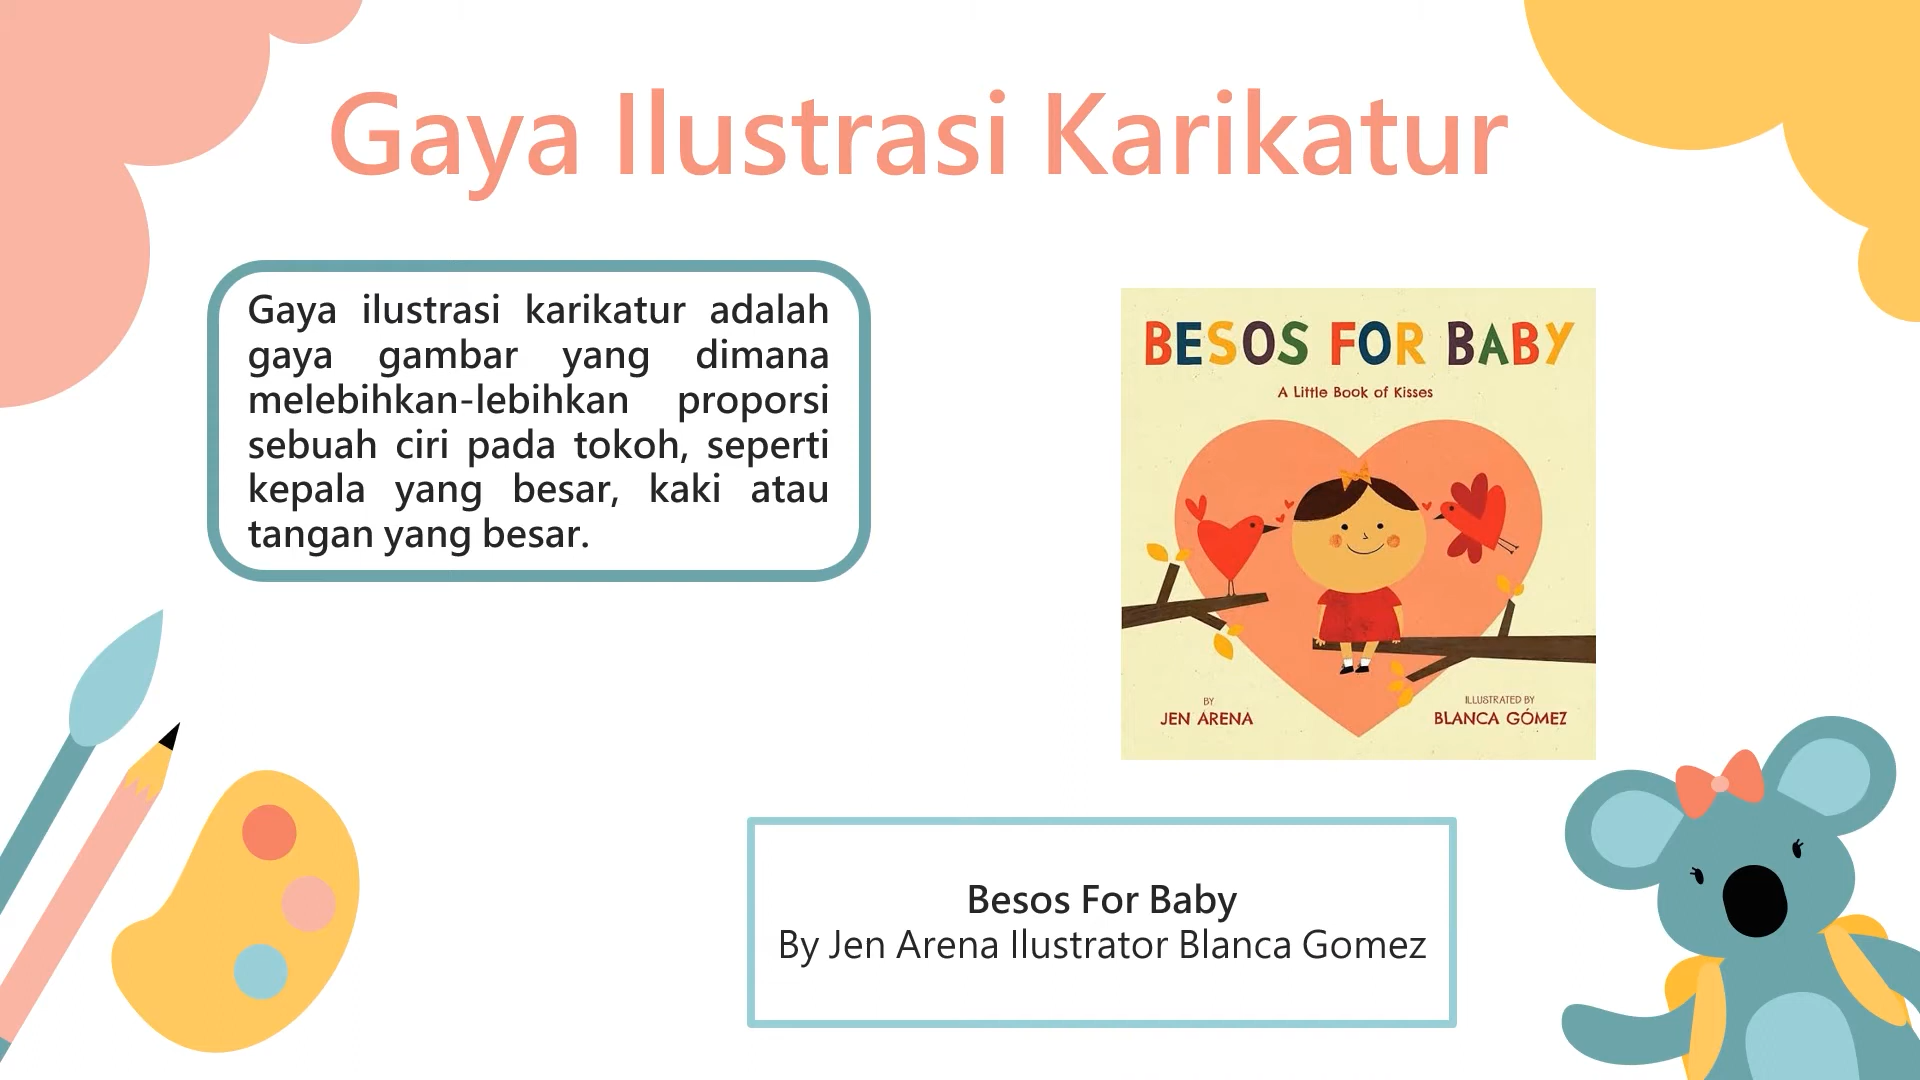 Gaya Ilustrasi Karikatur
Gaya ilustrasi karikatur adalah
gaya gambar yang dimana
melebihkan-lebihkan proporsi
sebuah ciri pada tokoh, seperti
kepala yang besar, kaki atau
tangan yang besar.
BESOS FOR BABY
A Little Book of Kisses
BY
JEN ARENA
ILLUSTRATED BY
BLANCA GÓMEZ
Besos For Baby
By Jen Arena Ilustrator Blanca Gomez